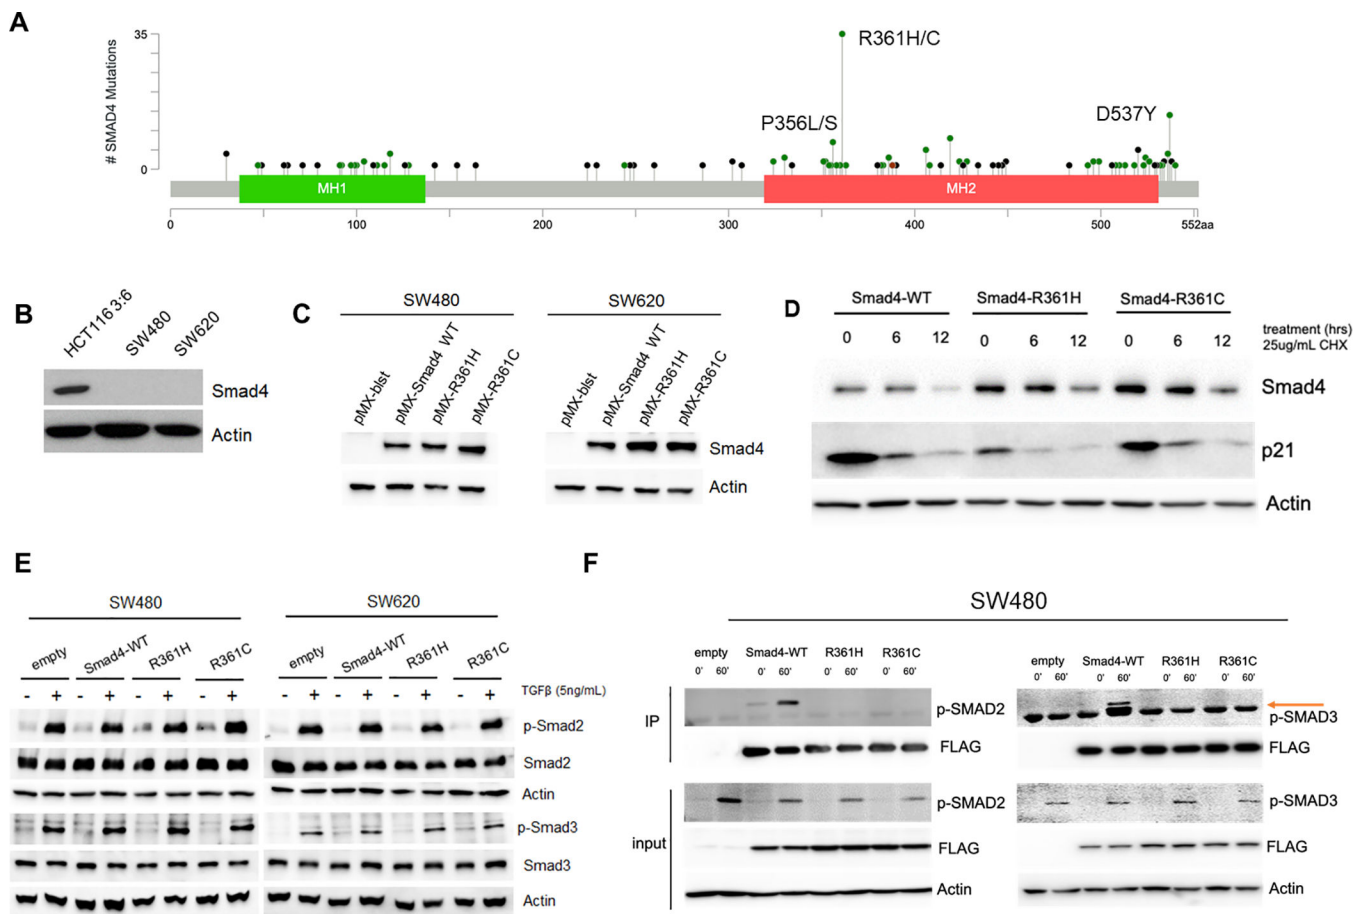 A
# SMAD4 Mutations
35
0
R361H/C
P356L/S
D537Y
MH1
MH2
0
100
200
300
400
500
552aa
B
HCT116 3:6
SW480
SW620
Smad4
Actin
C
SW480
SW620
pMX-blst
pMX-Smad4 WT
pMX-R361H
pMX-R361C
pMX-blst
pMX-Smad4 WT
pMX-R361H
pMX-R361C
Smad4
Actin
D
Smad4-WT Smad4-R361H Smad4-R361C
0 6 12 0 6 12 0 6 12
treatment (hrs)
25ug/mL CHX
Smad4
p21
Actin
E
SW480
SW620
empty Smad4-WT R361H R361C
empty Smad4-WT R361H R361C
- + - + - + - +
- + - + - + - +
TGFβ (5ng/mL)
p-Smad2
Smad2
Actin
p-Smad3
Smad3
Actin
F
SW480
empty Smad4-WT R361H R361C
0' 60' 0' 60' 0' 60' 0' 60'
empty Smad4-WT R361H R361C
0' 60' 0' 60' 0' 60' 0' 60'
IP
p-SMAD2
p-SMAD3
FLAG
FLAG
input
p-SMAD2
p-SMAD3
FLAG
FLAG
Actin
Actin